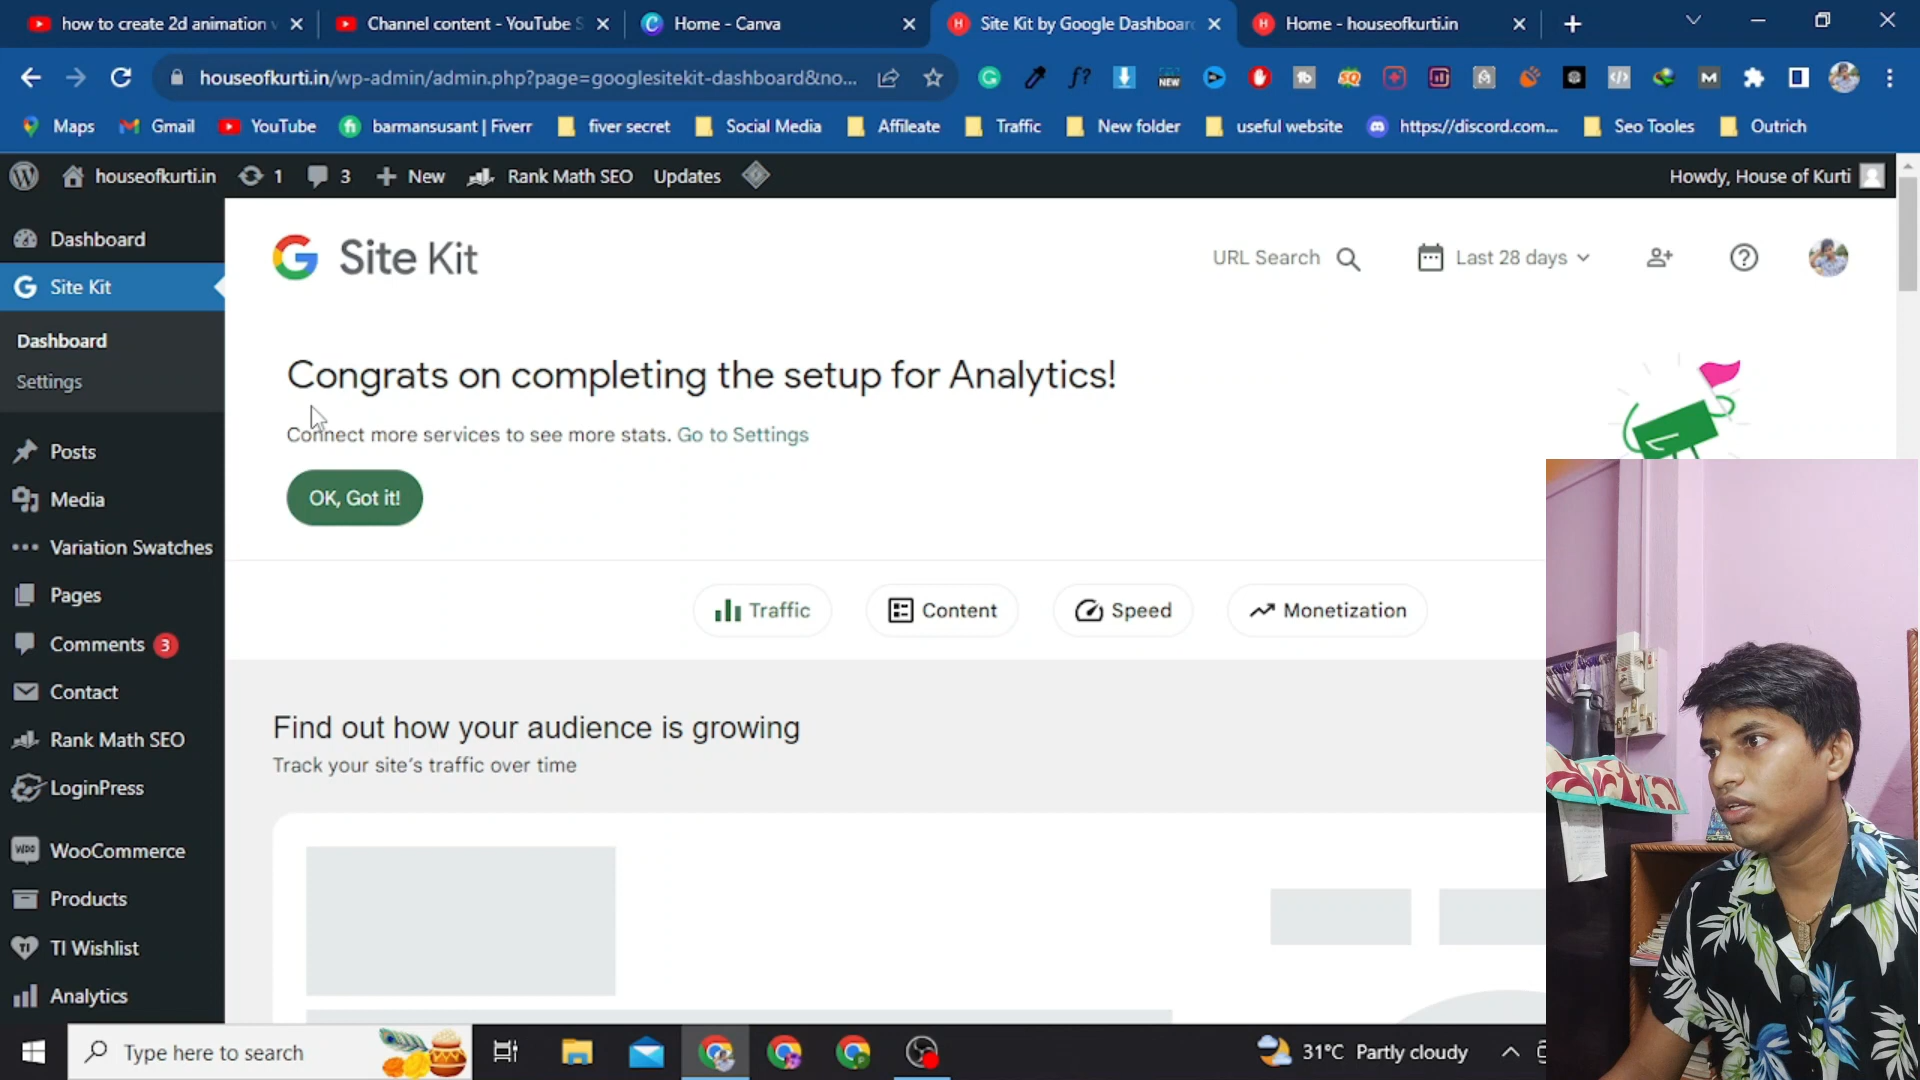 how to create 2d animation
Channel content - YouTube S
Home - Canva
Site Kit by Google Dashboar
Home - houseofkurti.in
houseofkurti.in/wp-admin/admin.php?page=googlesitekit-dashboard&no...
f?
NEW
SQ
M
Maps
Gmail
YouTube
barmansusant | Fiverr
fiver secret
Social Media
Affileate
Traffic
New folder
useful website
https://discord.com...
Seo Tooles
Outrich
houseofkurti.in
1
3
New
Rank Math SEO
Updates
Howdy, House of Kurti
Dashboard
Site Kit
Dashboard
Settings
Posts
Media
Variation Swatches
Pages
Comments 3
Contact
Rank Math SEO
LoginPress
WooCommerce
Products
TI Wishlist
Analytics
Site Kit
URL Search
Last 28 days
Congrats on completing the setup for Analytics!
Connect more services to see more stats. Go to Settings
OK, Got it!
Traffic
Content
Speed
Monetization
Find out how your audience is growing
Track your site's traffic over time
Type here to search
31°C Partly cloudy